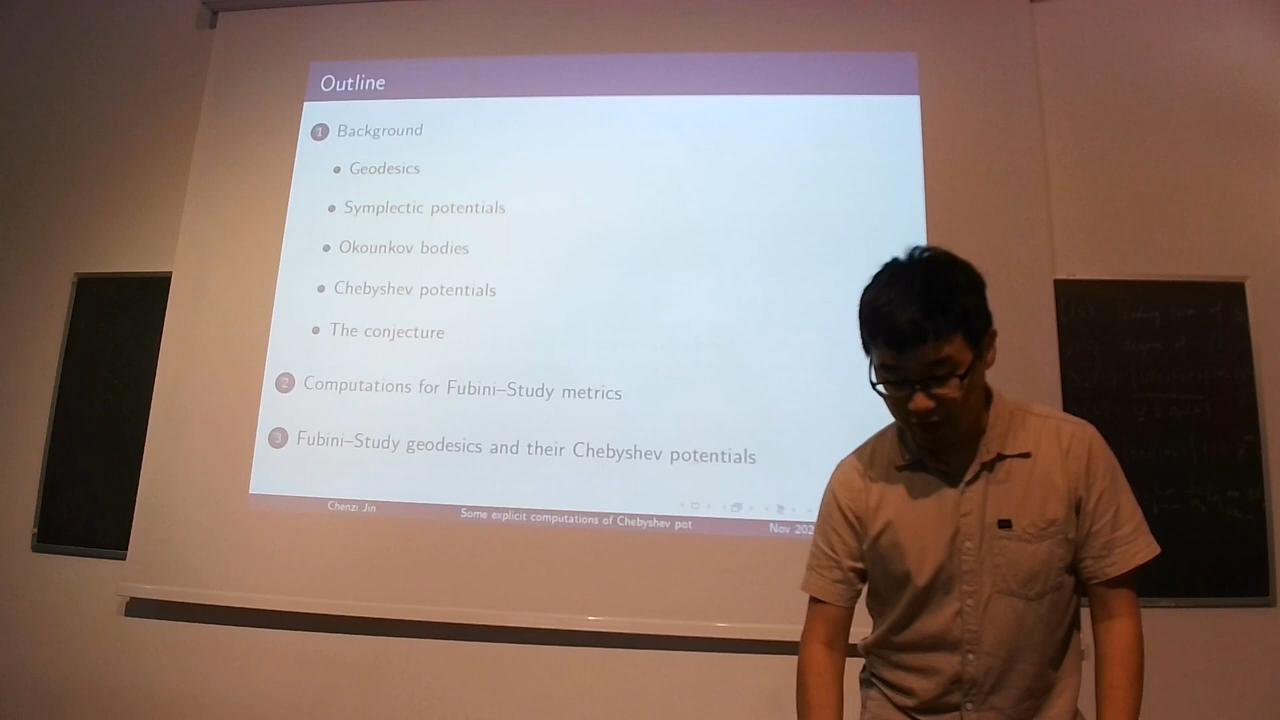 Outline
1 Background
Geodesics
Symplectic potentials
Okounkov bodies
Chebyshev potentials
The conjecture
2 Computations for Fubini–Study metrics
3 Fubini–Study geodesics and their Chebyshev potentials
Chenzi Jin Some explicit computations of Chebyshev pot Nov 202